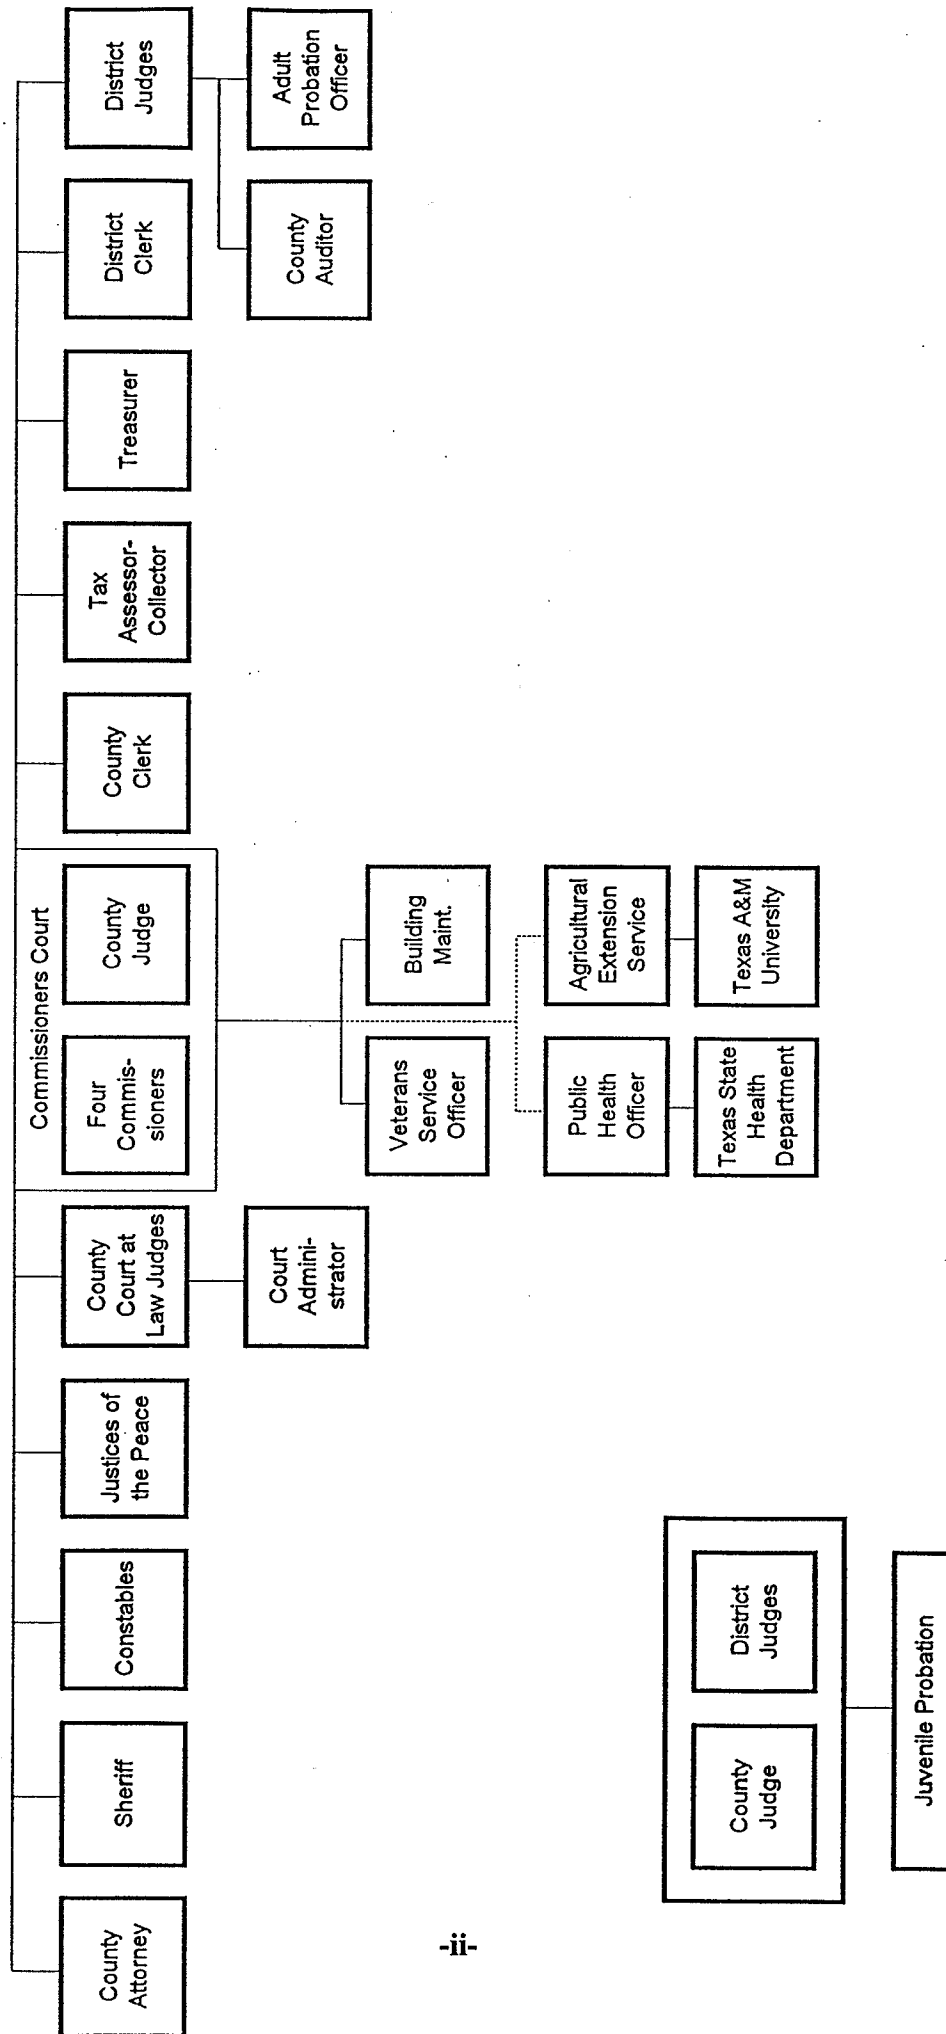 County
Attorney
Sheriff
Constables
Justices of
the Peace
County
Court at
Law Judges
Commissioners Court
Four
Commis-
sioners
County
Judge
County
Clerk
Tax
Assessor-
Collector
Treasurer
District
Clerk
District
Judges
Court
Admini-
strator
County
Auditor
Adult
Probation
Officer
Veterans
Service
Officer
Building
Maint.
Public
Health
Officer
Agricultural
Extension
Service
Texas State
Health
Department
Texas A&M
University
County
Judge
District
Judges
Juvenile Probation
-ii-